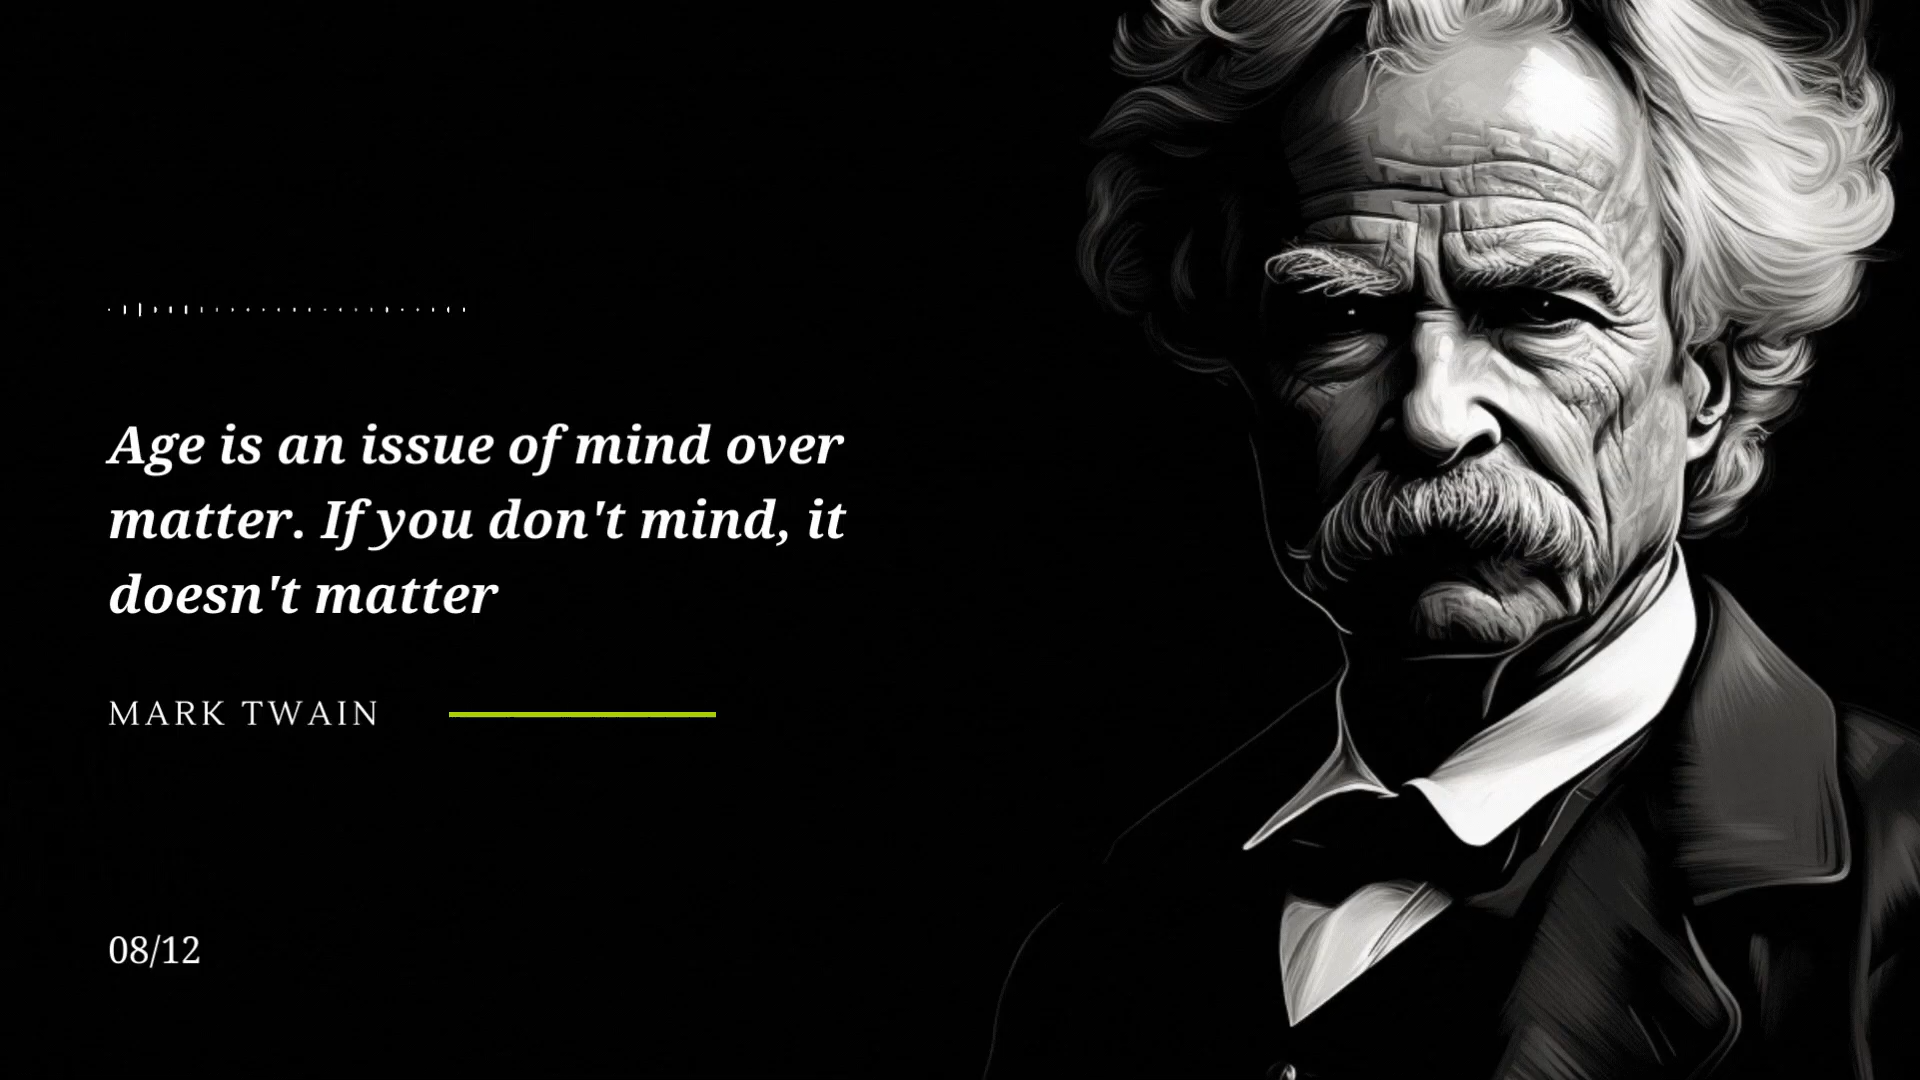 Age is an issue of mind over
matter. If you don't mind, it
doesn't matter
MARK TWAIN
08/12